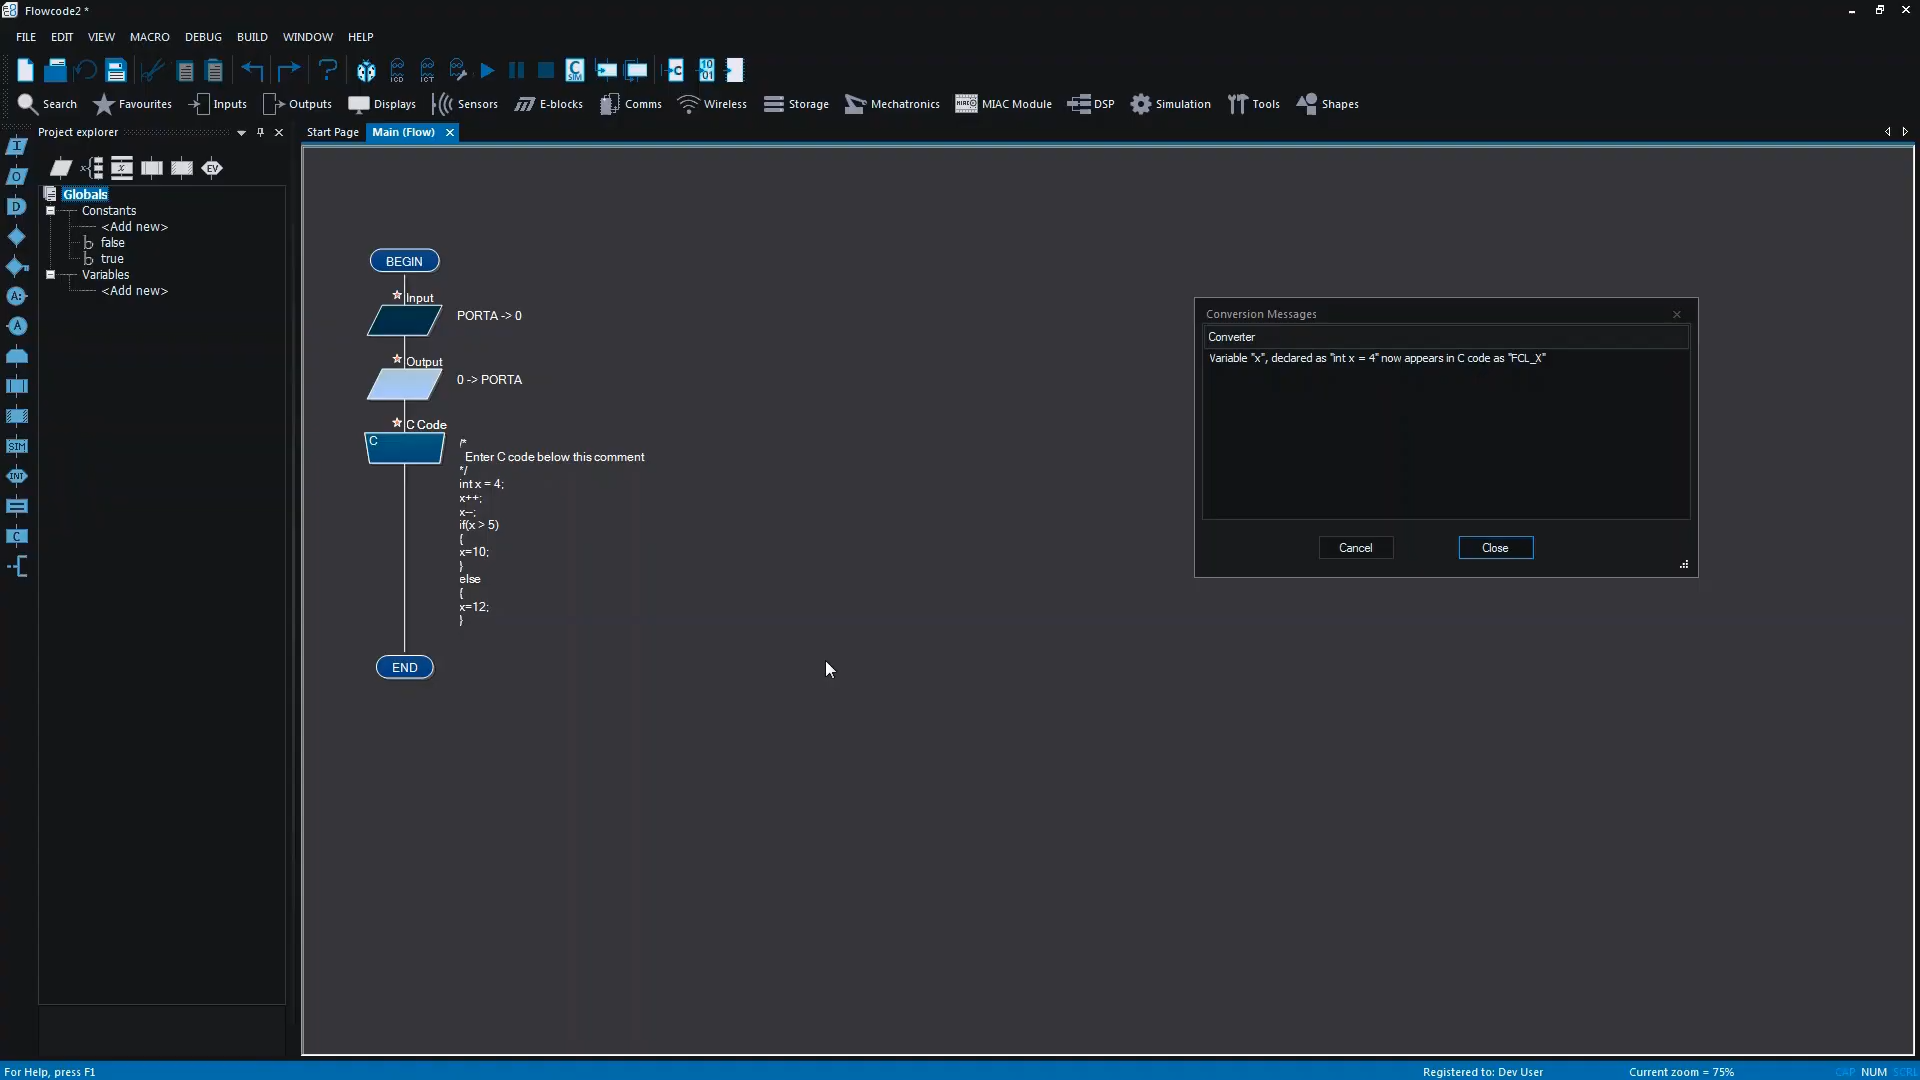 Flowcode2 *
FILE EDIT VIEW MACRO DEBUG BUILD WINDOW HELP
Search Favourites Inputs Outputs Displays Sensors E-blocks Comms Wireless Storage Mechatronics MIAC Module DSP Simulation Tools Shapes
Project explorer
Start Page Main (Flow)
Globals
Constants
<Add new>
false
true
Variables
<Add new>
BEGIN
Input
PORTA -> 0
Output
0 -> PORTA
C Code
C
/*
Enter C code below this comment
*/
int x = 4;
x++;
x--;
if(x > 5)
{
x=10;
}
else
{
x=12;
}
END
Conversion Messages
Converter
Variable "x", declared as "int x = 4" now appears in C code as "FCL_X"
Cancel Close
For Help, press F1
Registered to: Dev User
Current zoom = 75%
CAP NUM SCRL